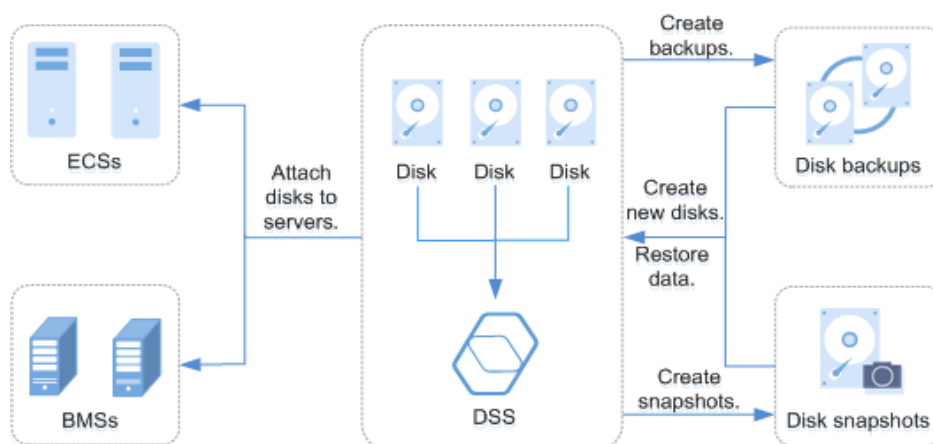 ECSs
BMSs
Attach
disks to
servers.
Disk
Disk
Disk
DSS
Create
backups.
Create
new disks.
Restore
data.
Create
snapshots.
Disk backups
Disk snapshots